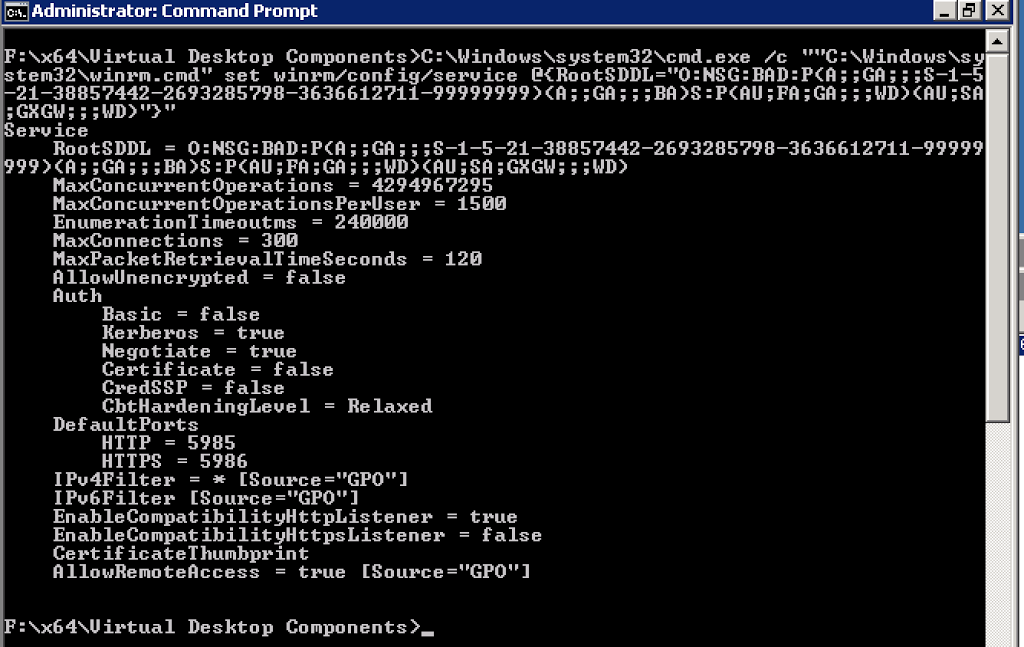 Administrator: Command Prompt
F:\x64\Virtual Desktop Components>C:\Windows\system32\cmd.exe /c ""C:\Windows\sy
stem32\winrm.cmd" set winrm/config/service @{RootSDDL="O:NSG:BAD:P(A;;GA;;;S-1-5
-21-38857442-2693285798-3636612711-99999999)(A;;GA;;;BA)S:P(AU;FA;GA;;;WD)(AU;SA
;GXGW;;;WD)"}"
Service
    RootSDDL = O:NSG:BAD:P(A;;GA;;;S-1-5-21-38857442-2693285798-3636612711-99999
999)(A;;GA;;;BA)S:P(AU;FA;GA;;;WD)(AU;SA;GXGW;;;WD)
    MaxConcurrentOperations = 4294967295
    MaxConcurrentOperationsPerUser = 1500
    EnumerationTimeoutms = 240000
    MaxConnections = 300
    MaxPacketRetrievalTimeSeconds = 120
    AllowUnencrypted = false
    Auth
        Basic = false
        Kerberos = true
        Negotiate = true
        Certificate = false
        CredSSP = false
        CbtHardeningLevel = Relaxed
    DefaultPorts
        HTTP = 5985
        HTTPS = 5986
    IPv4Filter = * [Source="GPO"]
    IPv6Filter [Source="GPO"]
    EnableCompatibilityHttpListener = true
    EnableCompatibilityHttpsListener = false
    CertificateThumbprint
    AllowRemoteAccess = true [Source="GPO"]
F:\x64\Virtual Desktop Components>_